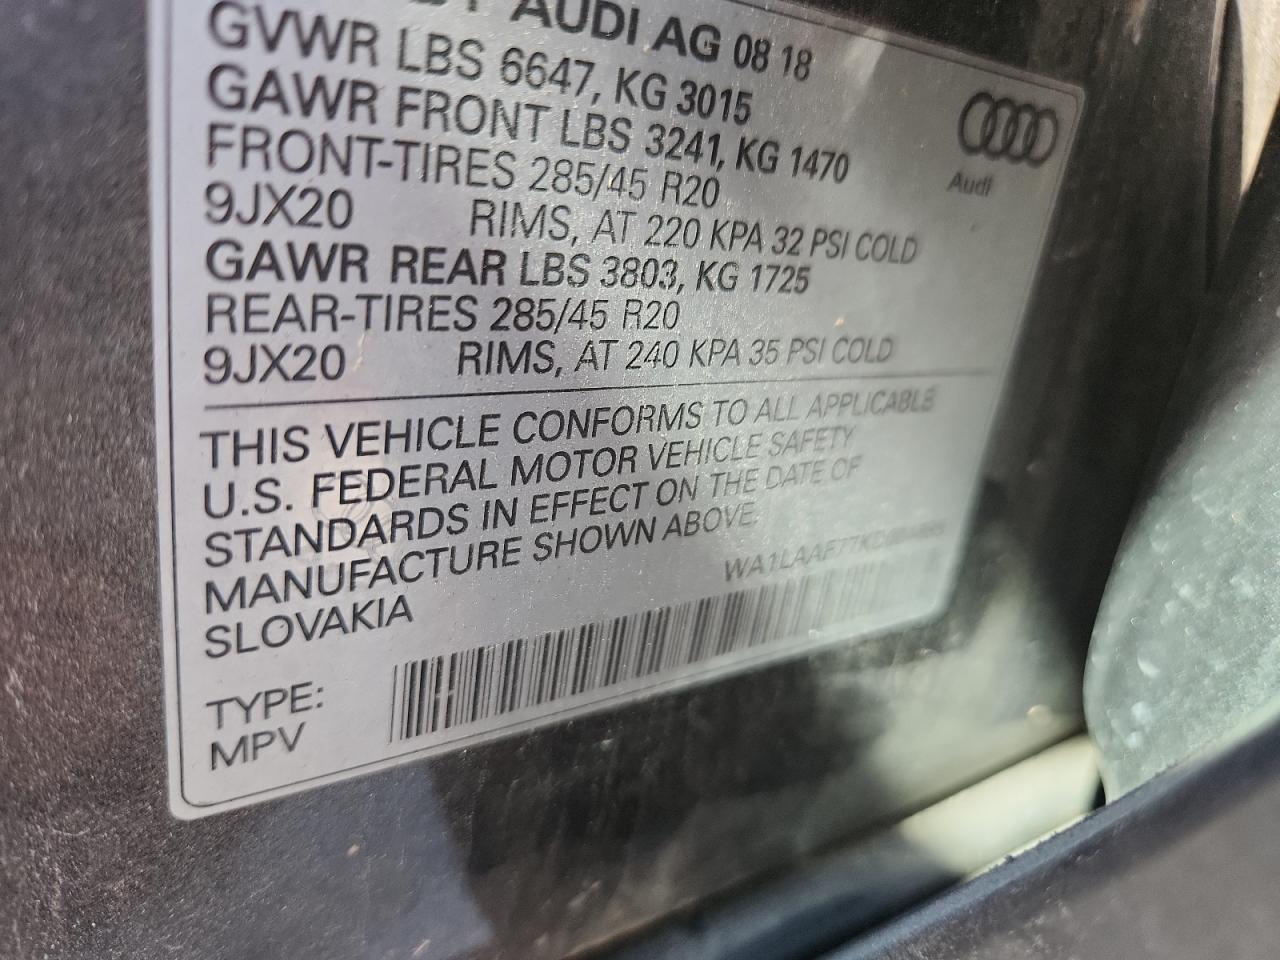 AUDI AG 08 18
GVWR LBS 6647, KG 3015
GAWR FRONT LBS 3241, KG 1470
FRONT-TIRES 285/45 R20
9JX20 RIMS, AT 220 KPA 32 PSI COLD
GAWR REAR LBS 3803, KG 1725
REAR-TIRES 285/45 R20
9JX20 RIMS, AT 240 KPA 35 PSI COLD
Audi
THIS VEHICLE CONFORMS TO ALL APPLICABLE
U.S. FEDERAL MOTOR VEHICLE SAFETY
STANDARDS IN EFFECT ON THE DATE OF
MANUFACTURE SHOWN ABOVE.
SLOVAKIA
TYPE:
MPV